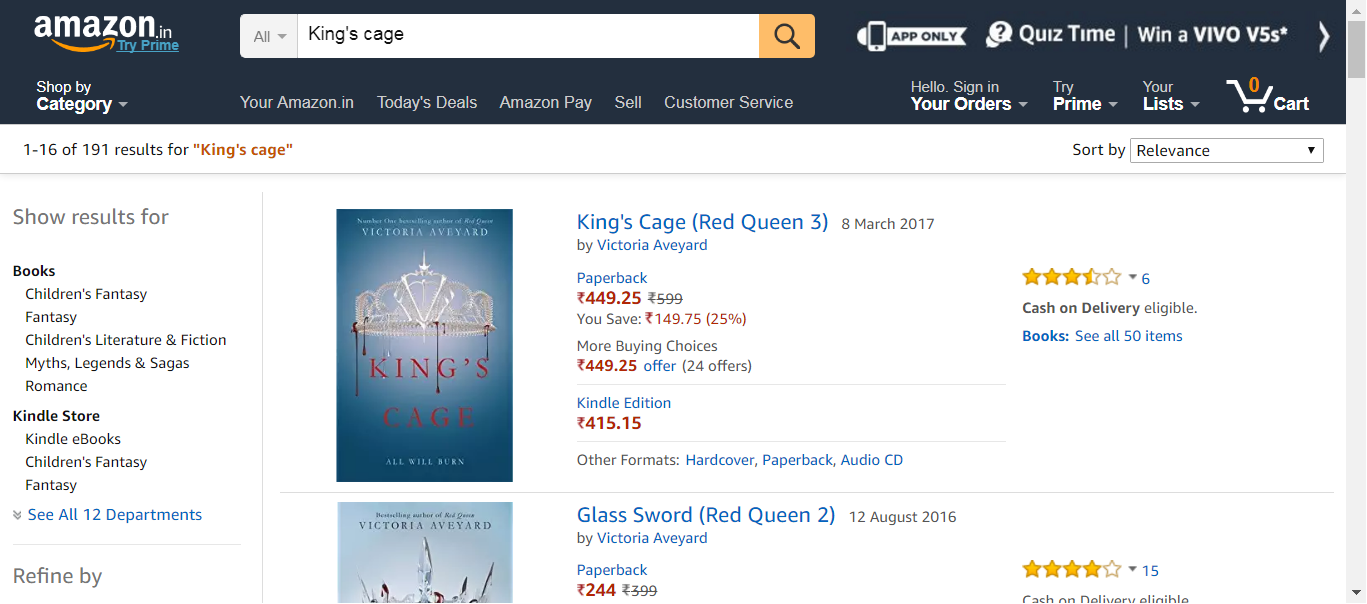 amazon.in
Try Prime
All
King's cage
APP ONLY
Quiz Time | Win a VIVO V5s*
Shop by
Category
Your Amazon.in Today's Deals Amazon Pay Sell Customer Service
Hello. Sign in
Your Orders
Try
Prime
Your
Lists
0
Cart
1-16 of 191 results for "King's cage"
Sort by Relevance
Show results for
Books
Children's Fantasy
Fantasy
Children's Literature & Fiction
Myths, Legends & Sagas
Romance
Kindle Store
Kindle eBooks
Children's Fantasy
Fantasy
See All 12 Departments
Refine by
Number One bestselling author of Red Queen
VICTORIA AVEYARD
KING'S
CAGE
ALL WILL BURN
King's Cage (Red Queen 3) 8 March 2017
by Victoria Aveyard
Paperback
₹449.25 ₹599
You Save: ₹149.75 (25%)
More Buying Choices
₹449.25 offer (24 offers)
Kindle Edition
₹415.15
Other Formats: Hardcover, Paperback, Audio CD
6
Cash on Delivery eligible.
Books: See all 50 items
Bestselling author of Red Queen
VICTORIA AVEYARD
Glass Sword (Red Queen 2) 12 August 2016
by Victoria Aveyard
Paperback
₹244 ₹399
15
Cash on Delivery eligible.